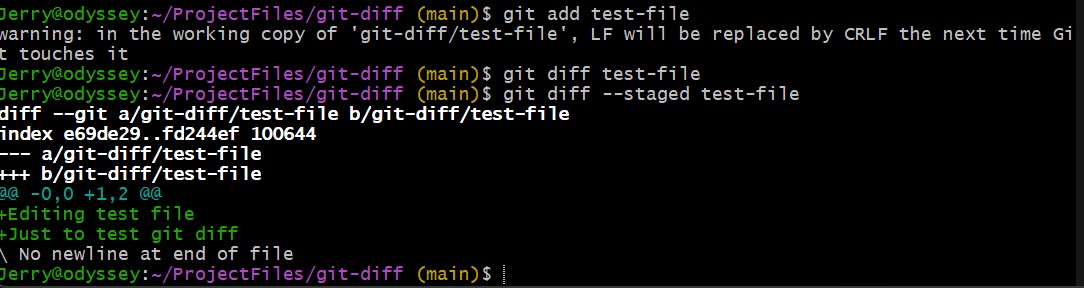 Jerry@odyssey:~/ProjectFiles/git-diff (main)$ git add test-file
warning: in the working copy of 'git-diff/test-file', LF will be replaced by CRLF the next time Gi
t touches it
Jerry@odyssey:~/ProjectFiles/git-diff (main)$ git diff test-file
Jerry@odyssey:~/ProjectFiles/git-diff (main)$ git diff --staged test-file
diff --git a/git-diff/test-file b/git-diff/test-file
index e69de29..fd244ef 100644
--- a/git-diff/test-file
+++ b/git-diff/test-file
@@ -0,0 +1,2 @@
+Editing test file
+Just to test git diff
\ No newline at end of file
Jerry@odyssey:~/ProjectFiles/git-diff (main)$